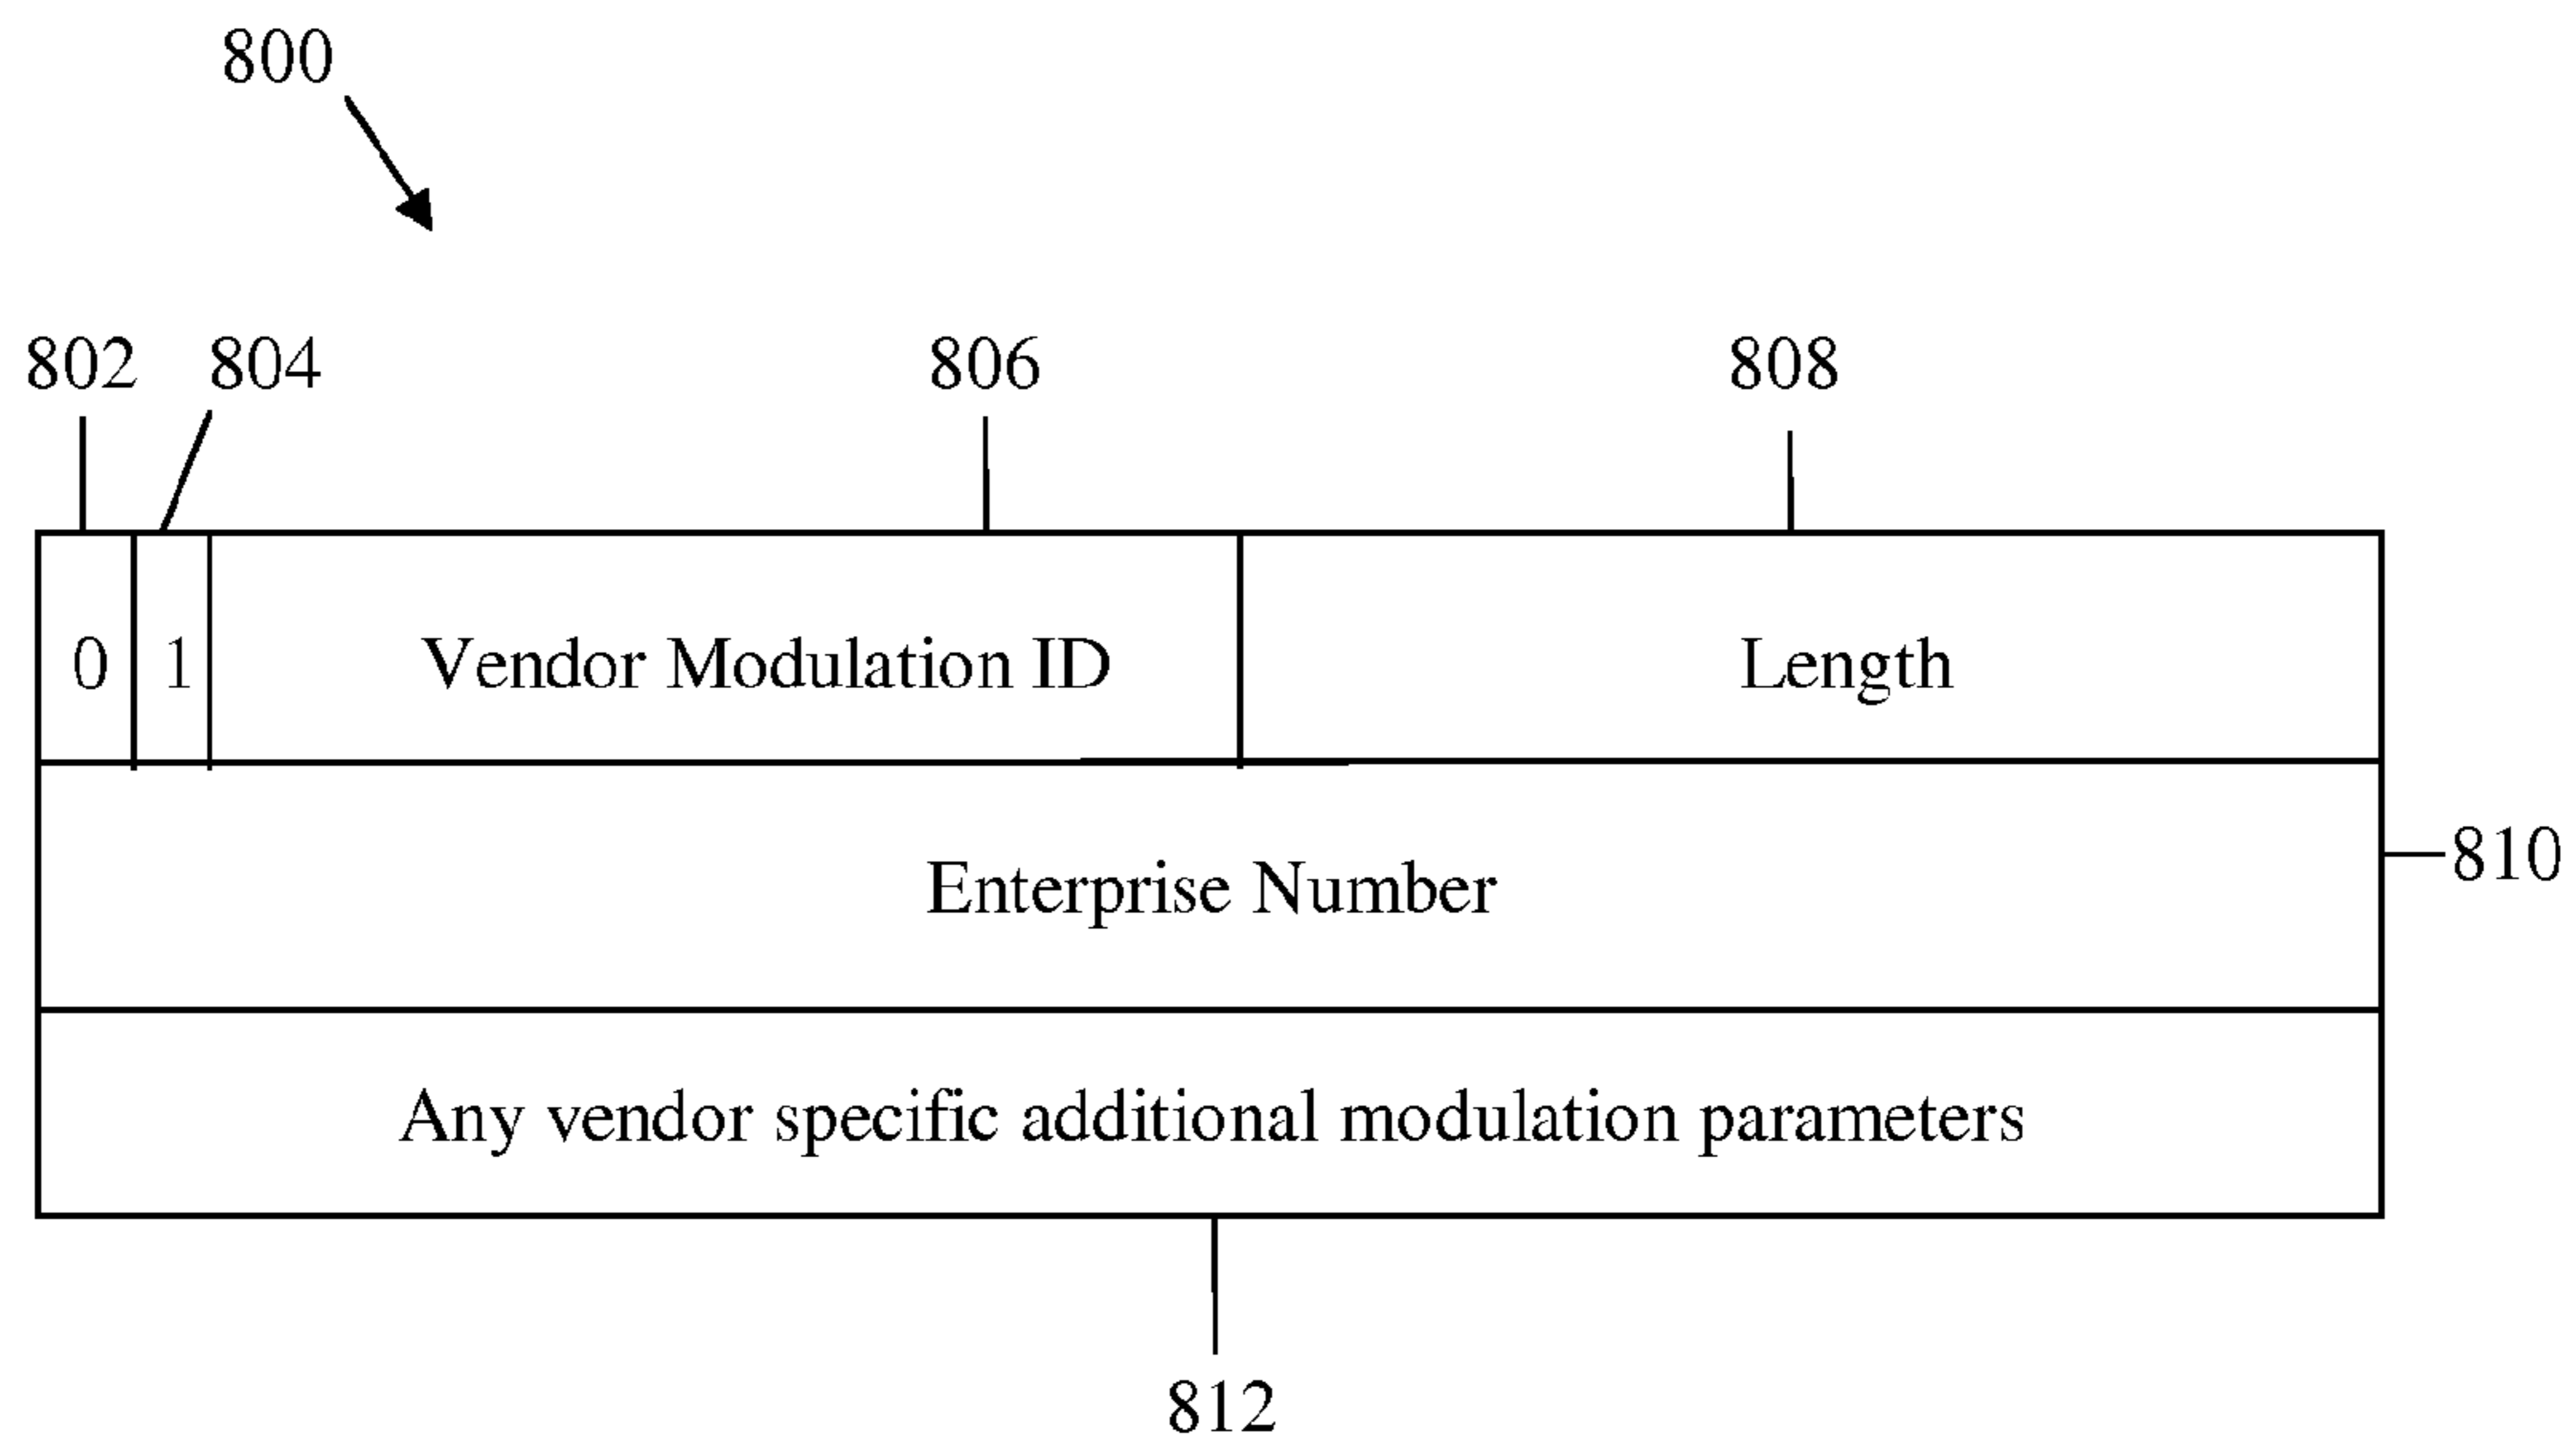 800
802 804 806 808
0 1 Vendor Modulation ID Length
Enterprise Number 810
Any vendor specific additional modulation parameters
812